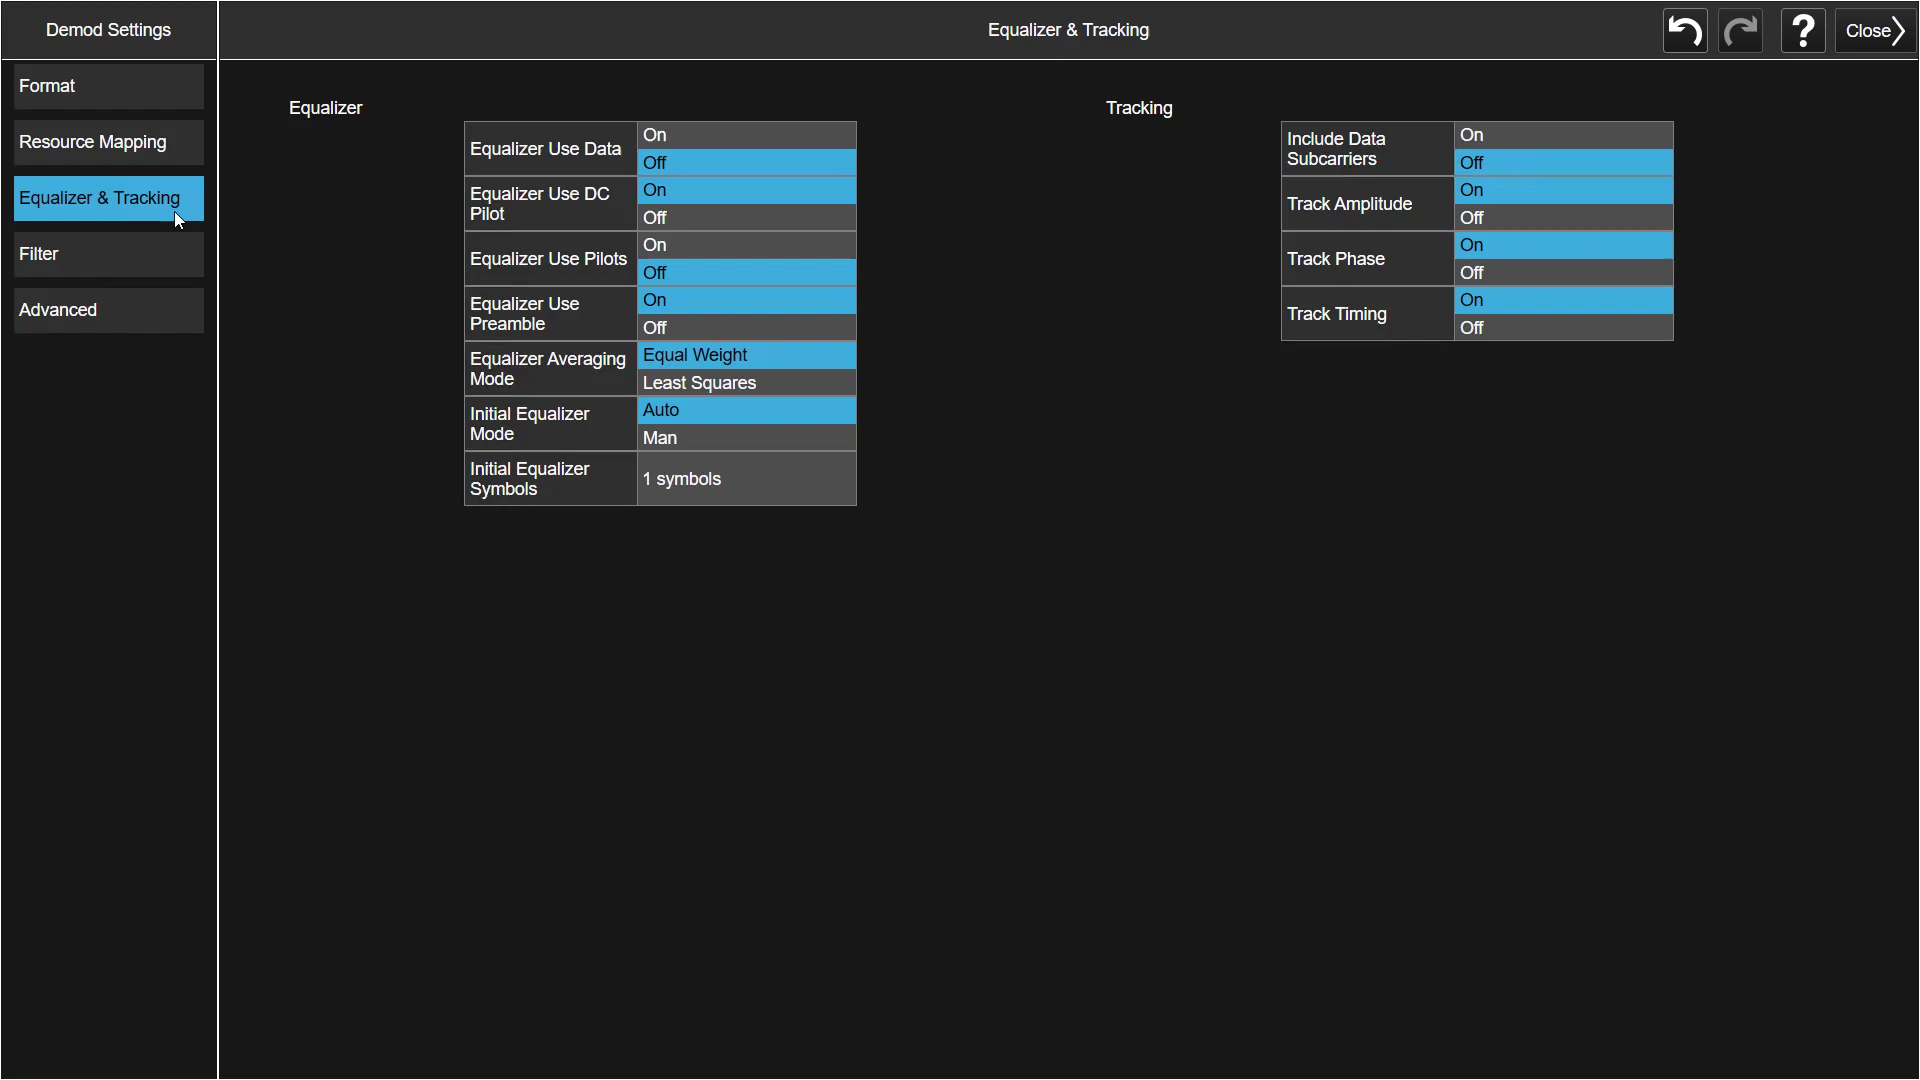 Demod Settings
Equalizer & Tracking
?
Close
Format
Resource Mapping
Equalizer & Tracking
Filter
Advanced
Equalizer
Equalizer Use Data
On
Off
Equalizer Use DC
Pilot
On
Off
Equalizer Use Pilots
On
Off
Equalizer Use
Preamble
On
Off
Equalizer Averaging
Mode
Equal Weight
Least Squares
Initial Equalizer
Mode
Auto
Man
Initial Equalizer
Symbols
1 symbols
Tracking
Include Data
Subcarriers
On
Off
Track Amplitude
On
Off
Track Phase
On
Off
Track Timing
On
Off